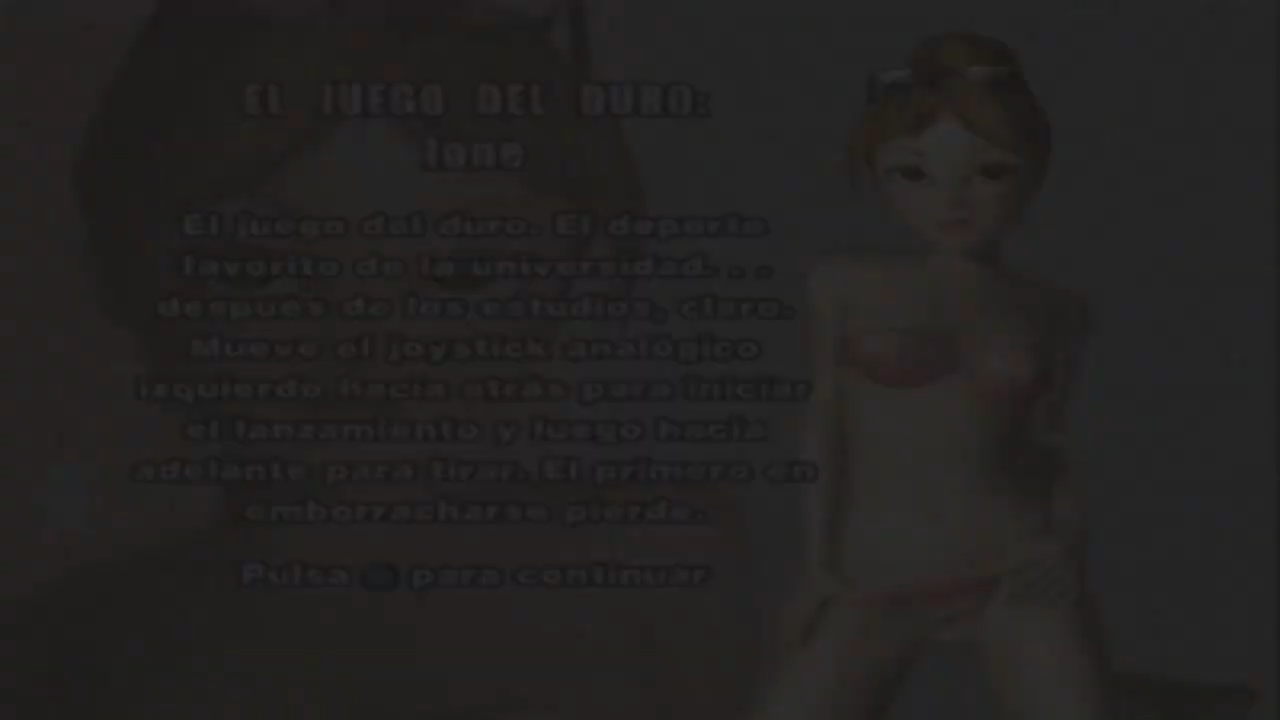 EL JUEGO DEL DURO:
Ione
El juego del duro. El deporte
favorito de la universidad. . .
después de los estudios, claro.
Mueve el joystick analógico
izquierdo hacia atrás para iniciar
el lanzamiento y luego hacia
adelante para tirar. El primero en
emborracharse pierde.
Pulsa para continuar